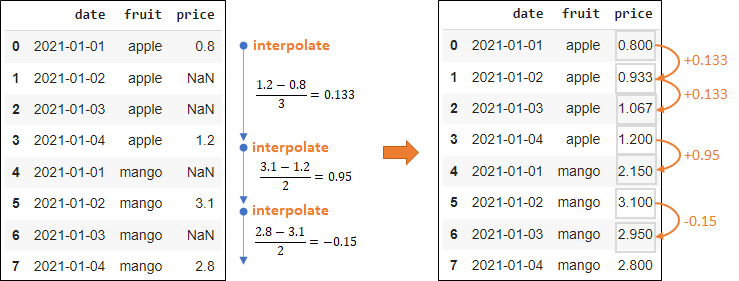 date fruit price
0 2021-01-01 apple 0.8
1 2021-01-02 apple NaN
2 2021-01-03 apple NaN
3 2021-01-04 apple 1.2
4 2021-01-01 mango NaN
5 2021-01-02 mango 3.1
6 2021-01-03 mango NaN
7 2021-01-04 mango 2.8
interpolate
1.2 − 0.8
3
= 0.133
interpolate
3.1 − 1.2
2
= 0.95
interpolate
2.8 − 3.1
2
= −0.15
date fruit price
0 2021-01-01 apple 0.800
1 2021-01-02 apple 0.933
2 2021-01-03 apple 1.067
3 2021-01-04 apple 1.200
4 2021-01-01 mango 2.150
5 2021-01-02 mango 3.100
6 2021-01-03 mango 2.950
7 2021-01-04 mango 2.800
+0.133
+0.133
+0.95
-0.15